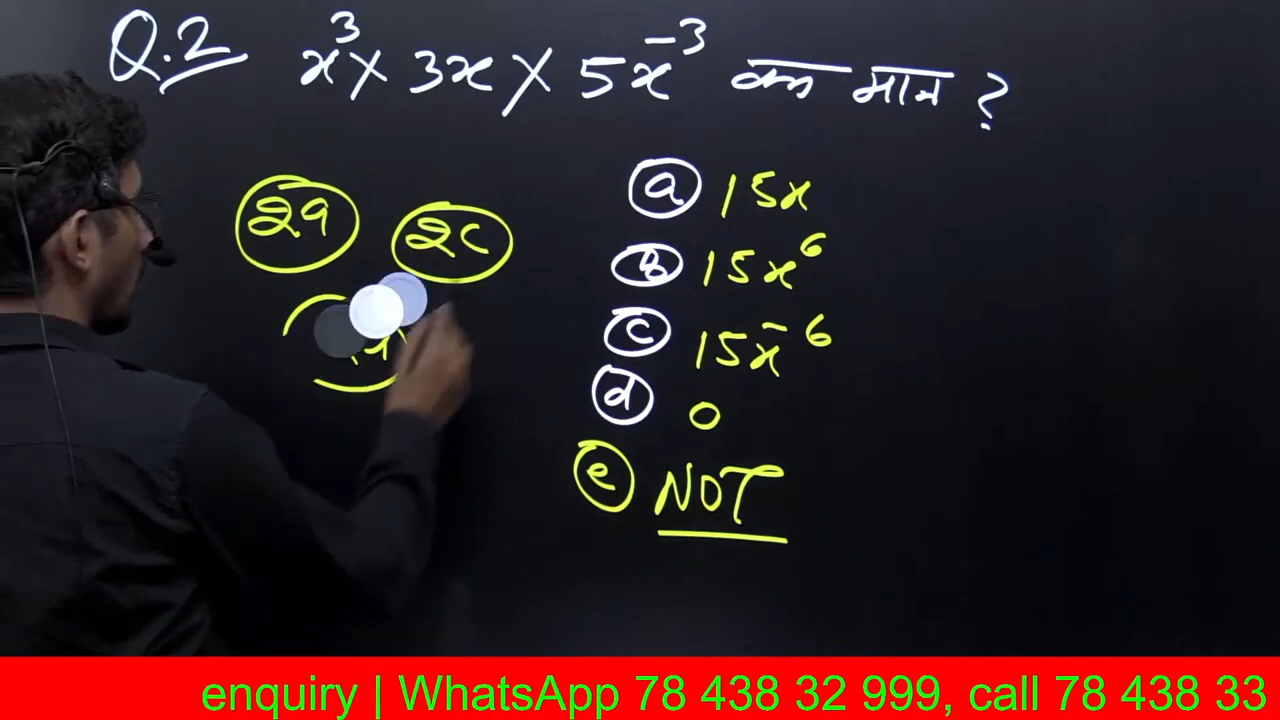 Q.2 x³ × 3x × 5x⁻³ का मान ?
2a 2c
(a) 15x
(b) 15x⁶
(c) 15x⁻⁶
(d) 0
(e) NOT
enquiry | WhatsApp 78 438 32 999, call 78 438 33